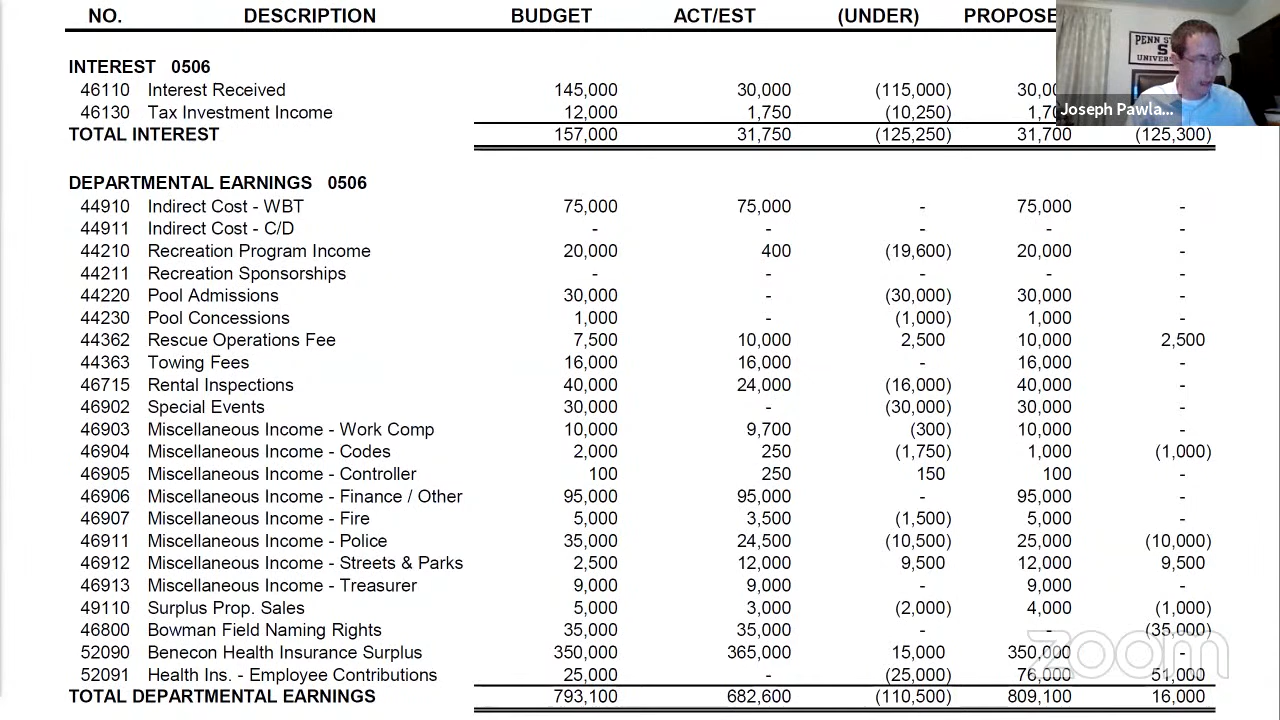 NO. DESCRIPTION BUDGET ACT/EST (UNDER) PROPOSE
PENN ST
S
UNIVERS
Joseph Pawla...
INTEREST 0506
46110 Interest Received 145,000 30,000 (115,000) 30,00
46130 Tax Investment Income 12,000 1,750 (10,250) 1,70
TOTAL INTEREST 157,000 31,750 (125,250) 31,700 (125,300)
DEPARTMENTAL EARNINGS 0506
44910 Indirect Cost - WBT 75,000 75,000 - 75,000 -
44911 Indirect Cost - C/D - - - - -
44210 Recreation Program Income 20,000 400 (19,600) 20,000 -
44211 Recreation Sponsorships - - - - -
44220 Pool Admissions 30,000 - (30,000) 30,000 -
44230 Pool Concessions 1,000 - (1,000) 1,000 -
44362 Rescue Operations Fee 7,500 10,000 2,500 10,000 2,500
44363 Towing Fees 16,000 16,000 - 16,000 -
46715 Rental Inspections 40,000 24,000 (16,000) 40,000 -
46902 Special Events 30,000 - (30,000) 30,000 -
46903 Miscellaneous Income - Work Comp 10,000 9,700 (300) 10,000 -
46904 Miscellaneous Income - Codes 2,000 250 (1,750) 1,000 (1,000)
46905 Miscellaneous Income - Controller 100 250 150 100 -
46906 Miscellaneous Income - Finance / Other 95,000 95,000 - 95,000 -
46907 Miscellaneous Income - Fire 5,000 3,500 (1,500) 5,000 -
46911 Miscellaneous Income - Police 35,000 24,500 (10,500) 25,000 (10,000)
46912 Miscellaneous Income - Streets & Parks 2,500 12,000 9,500 12,000 9,500
46913 Miscellaneous Income - Treasurer 9,000 9,000 - 9,000 -
49110 Surplus Prop. Sales 5,000 3,000 (2,000) 4,000 (1,000)
46800 Bowman Field Naming Rights 35,000 35,000 - - (35,000)
52090 Benecon Health Insurance Surplus 350,000 365,000 15,000 350,000 -
52091 Health Ins. - Employee Contributions 25,000 - (25,000) 76,000 51,000
TOTAL DEPARTMENTAL EARNINGS 793,100 682,600 (110,500) 809,100 16,000
zoom